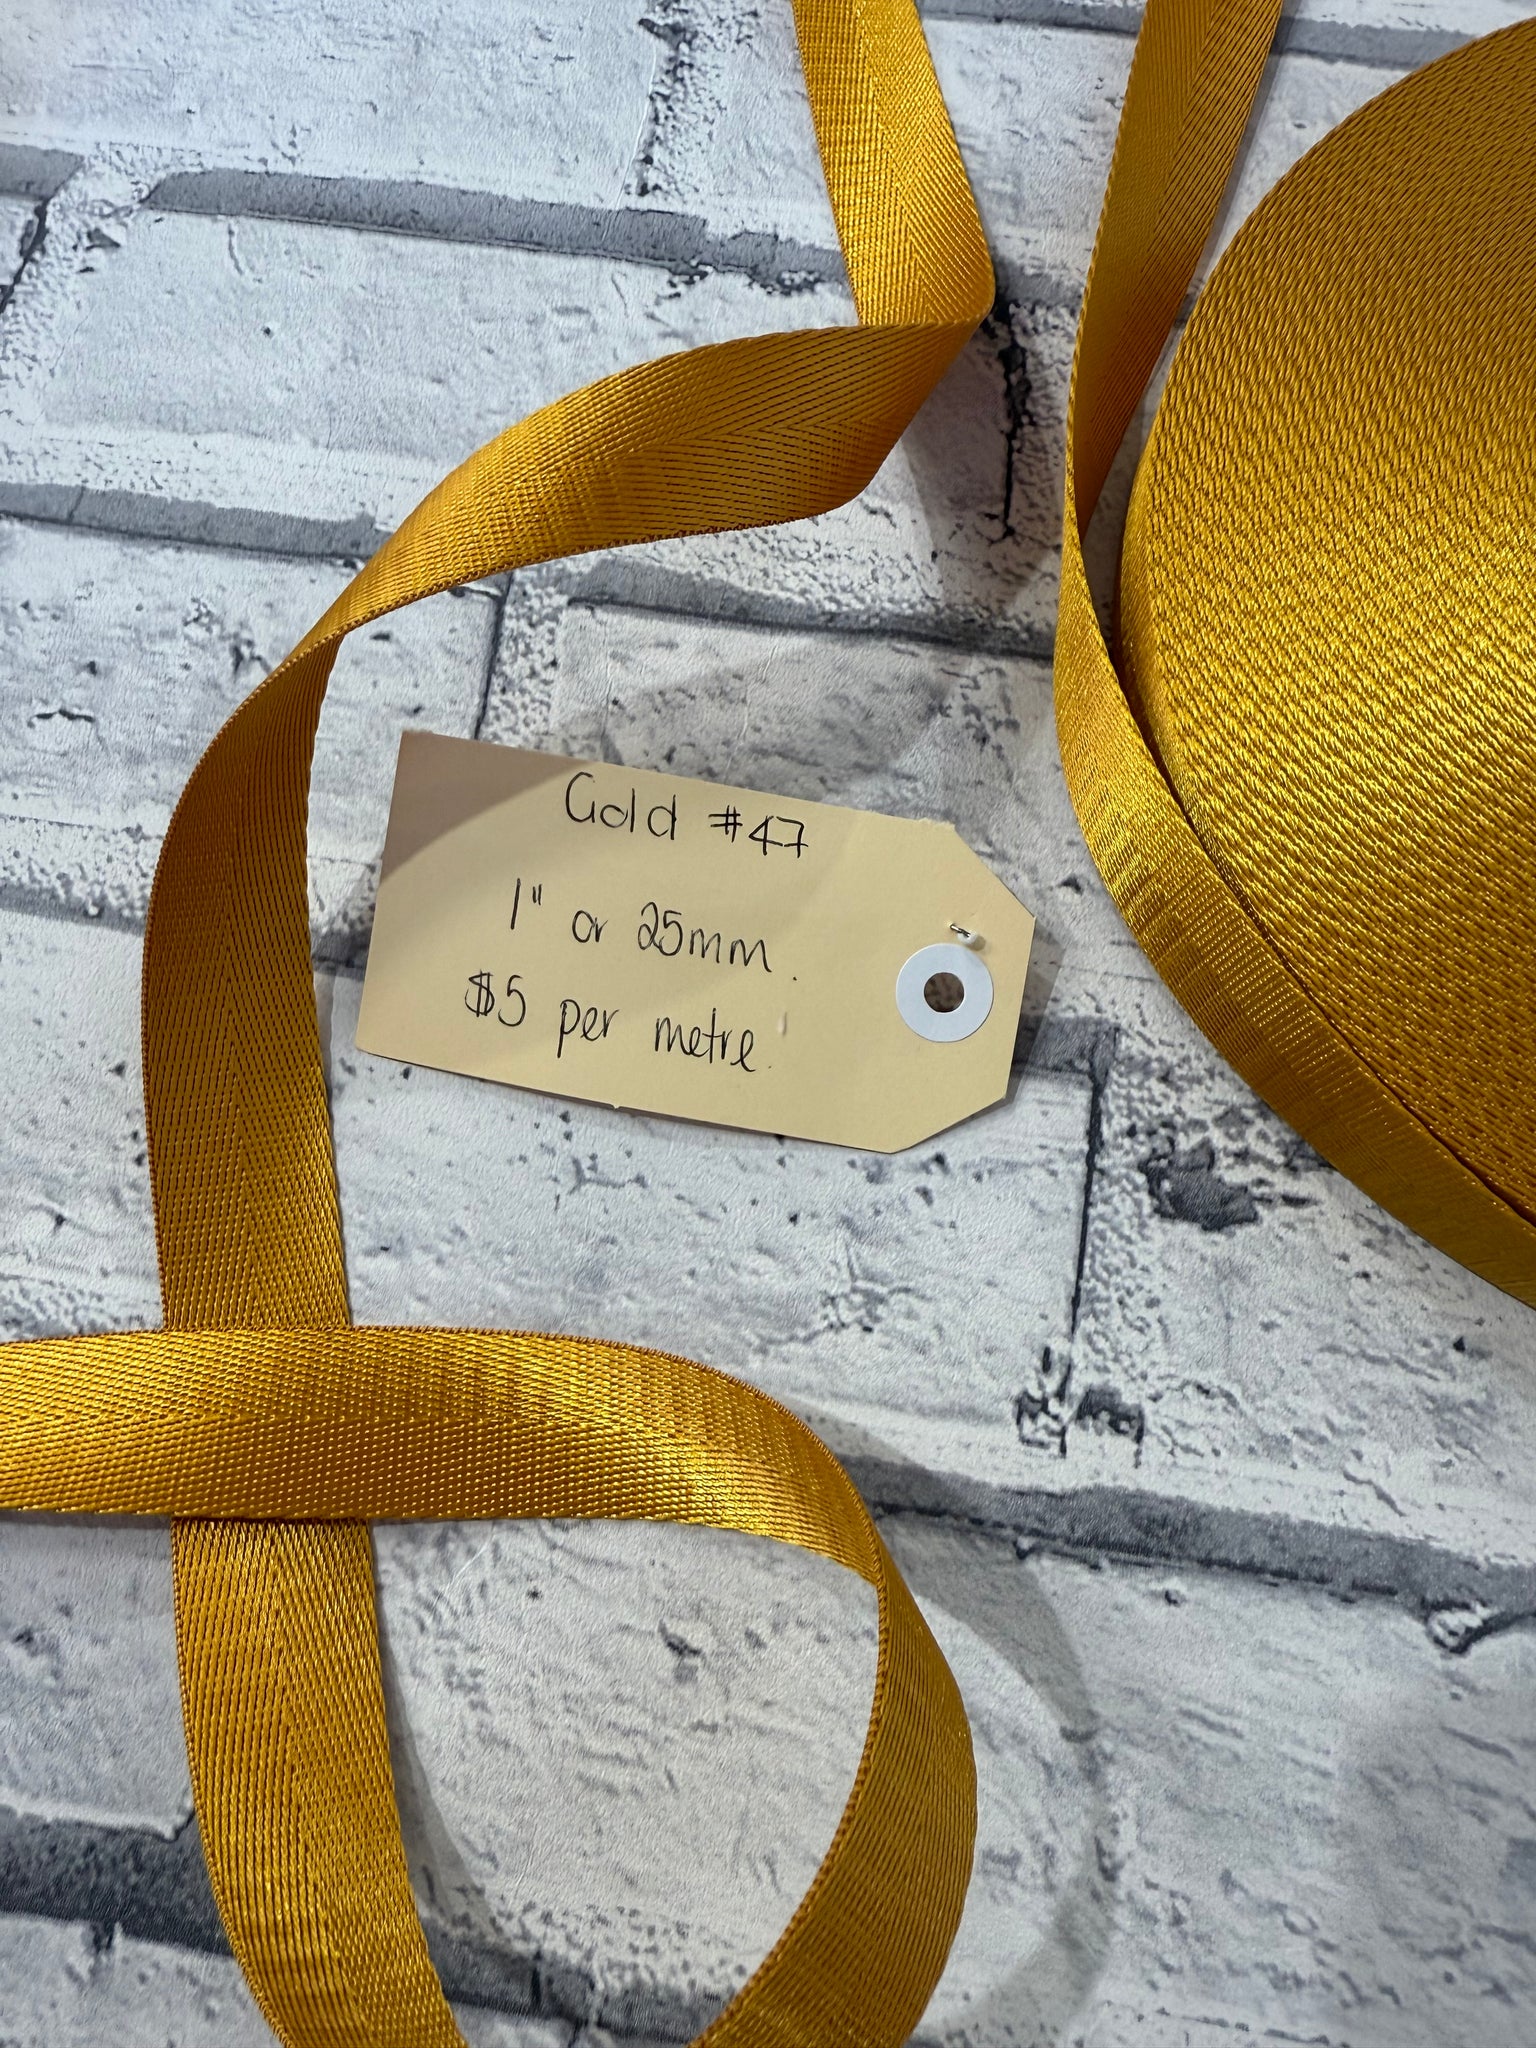 Gold #47
1" or 25mm.
$5 per metre.